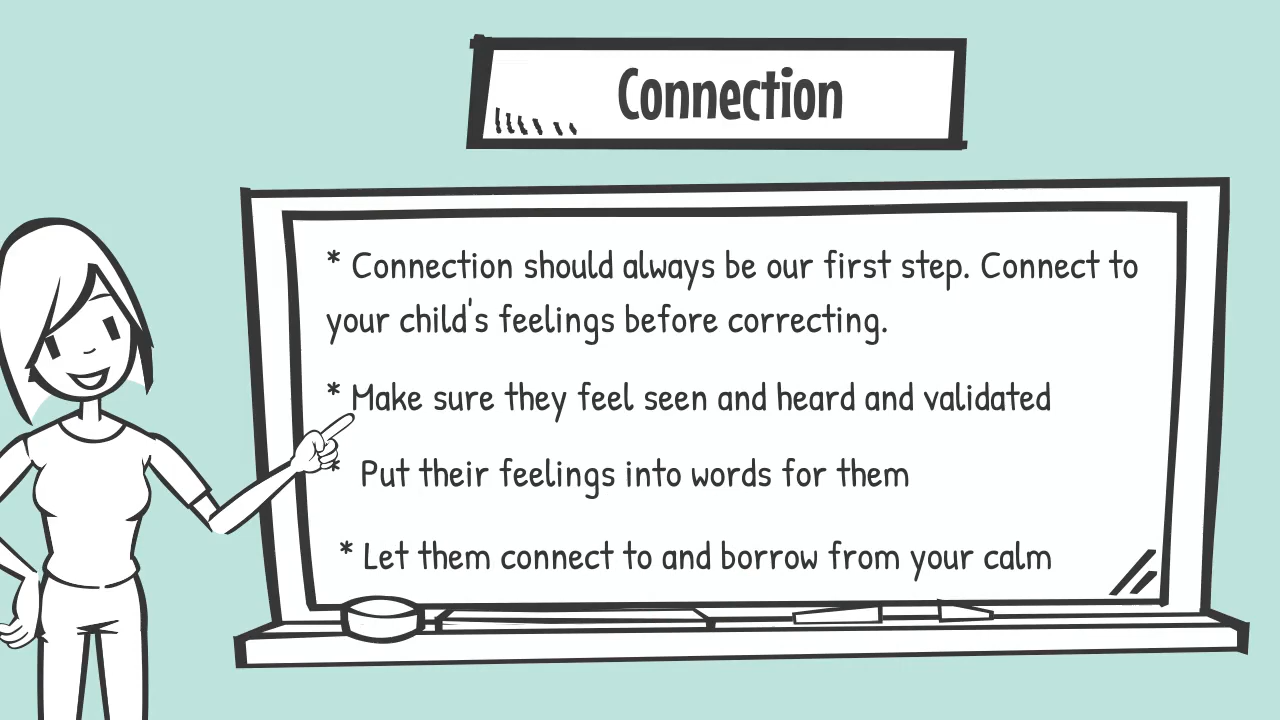 Connection
* Connection should always be our first step. Connect to
your child's feelings before correcting.
* Make sure they feel seen and heard and validated
* Put their feelings into words for them
* Let them connect to and borrow from your calm